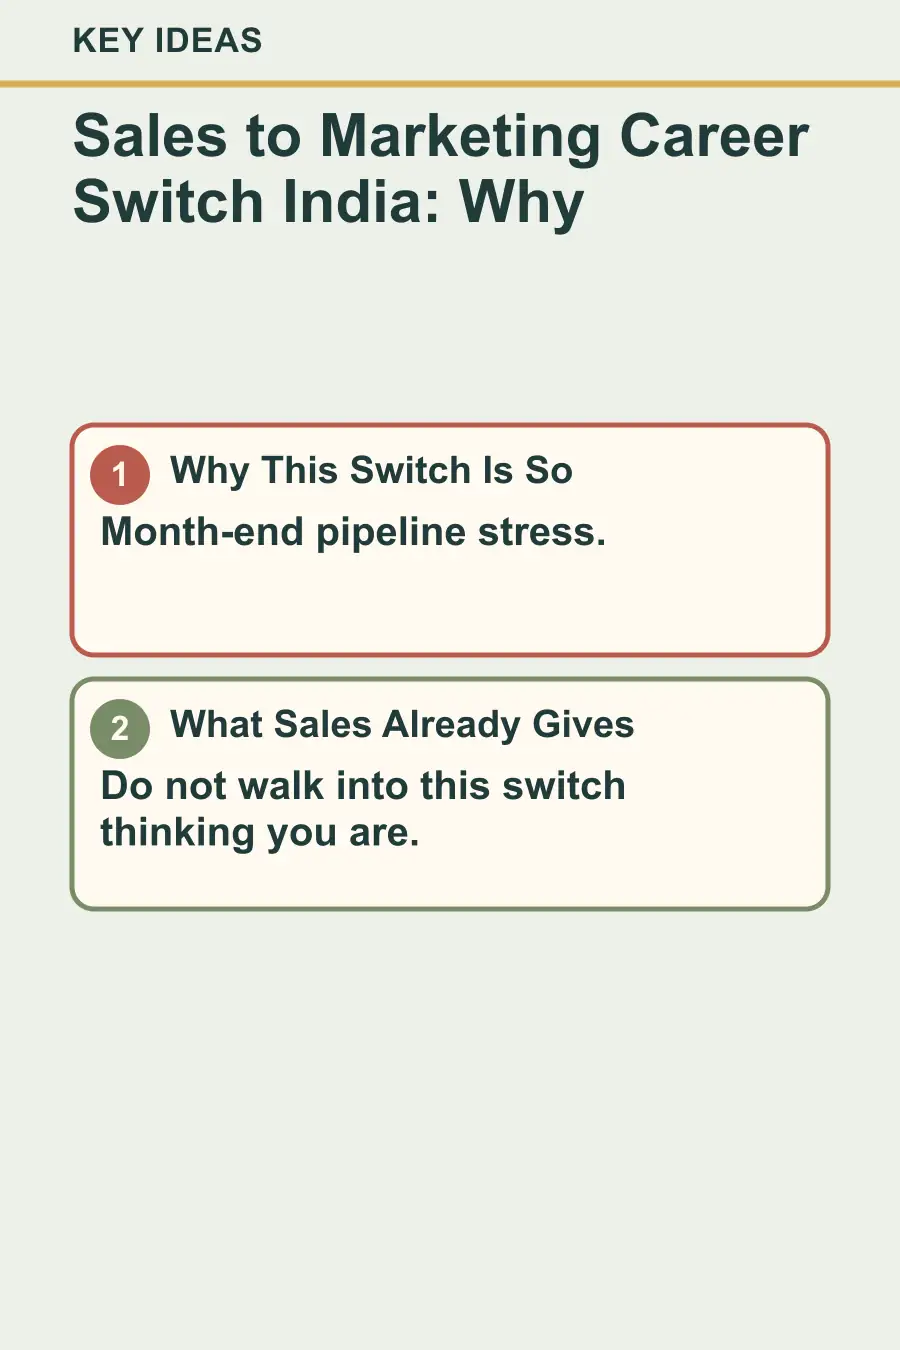 KEY IDEAS
Sales to Marketing Career
Switch India: Why
1 Why This Switch Is So
Month-end pipeline stress.
2 What Sales Already Gives
Do not walk into this switch
thinking you are.